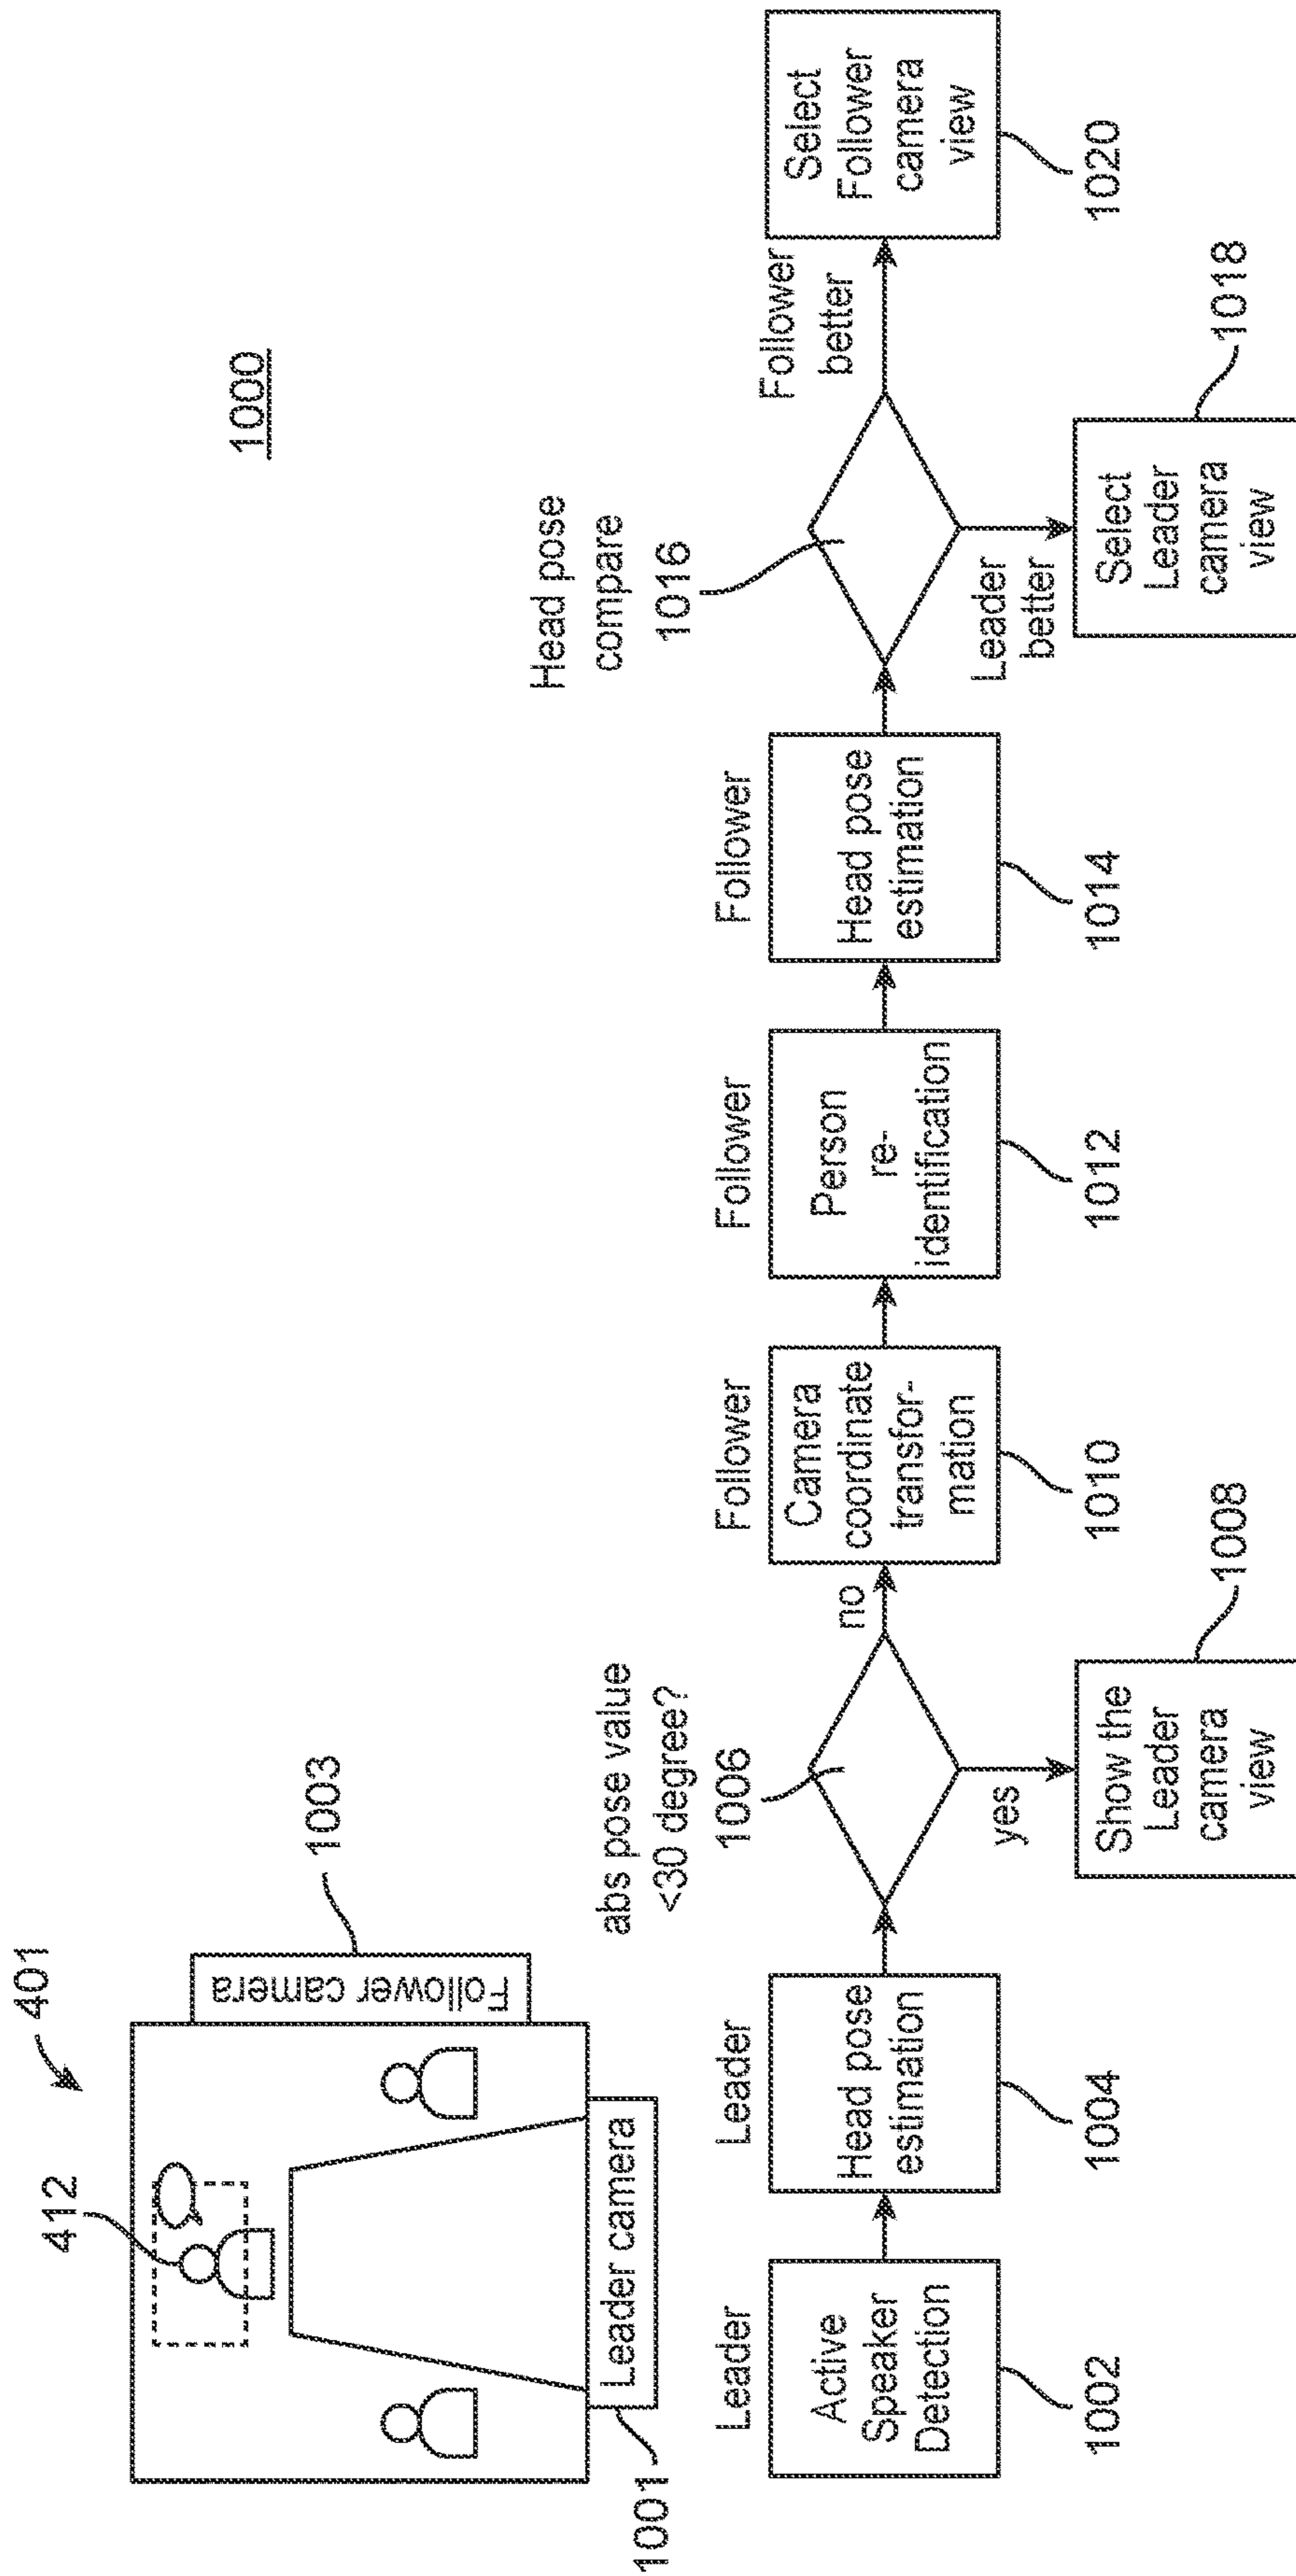 1000
401
412
Follower camera
1003
Leader camera
1001
Leader
Active
Speaker
Detection
1002
Leader
Head pose
estimation
1004
abs pose value
<30 degree?
1006
yes
no
Show the
Leader
camera
view
1008
Follower
Camera
coordinate
transfor-
mation
1010
Follower
Person
re-
identification
1012
Follower
Head pose
estimation
1014
Head pose
compare
1016
Leader
better
Follower
better
Select
Leader
camera
view
1018
Select
Follower
camera
view
1020